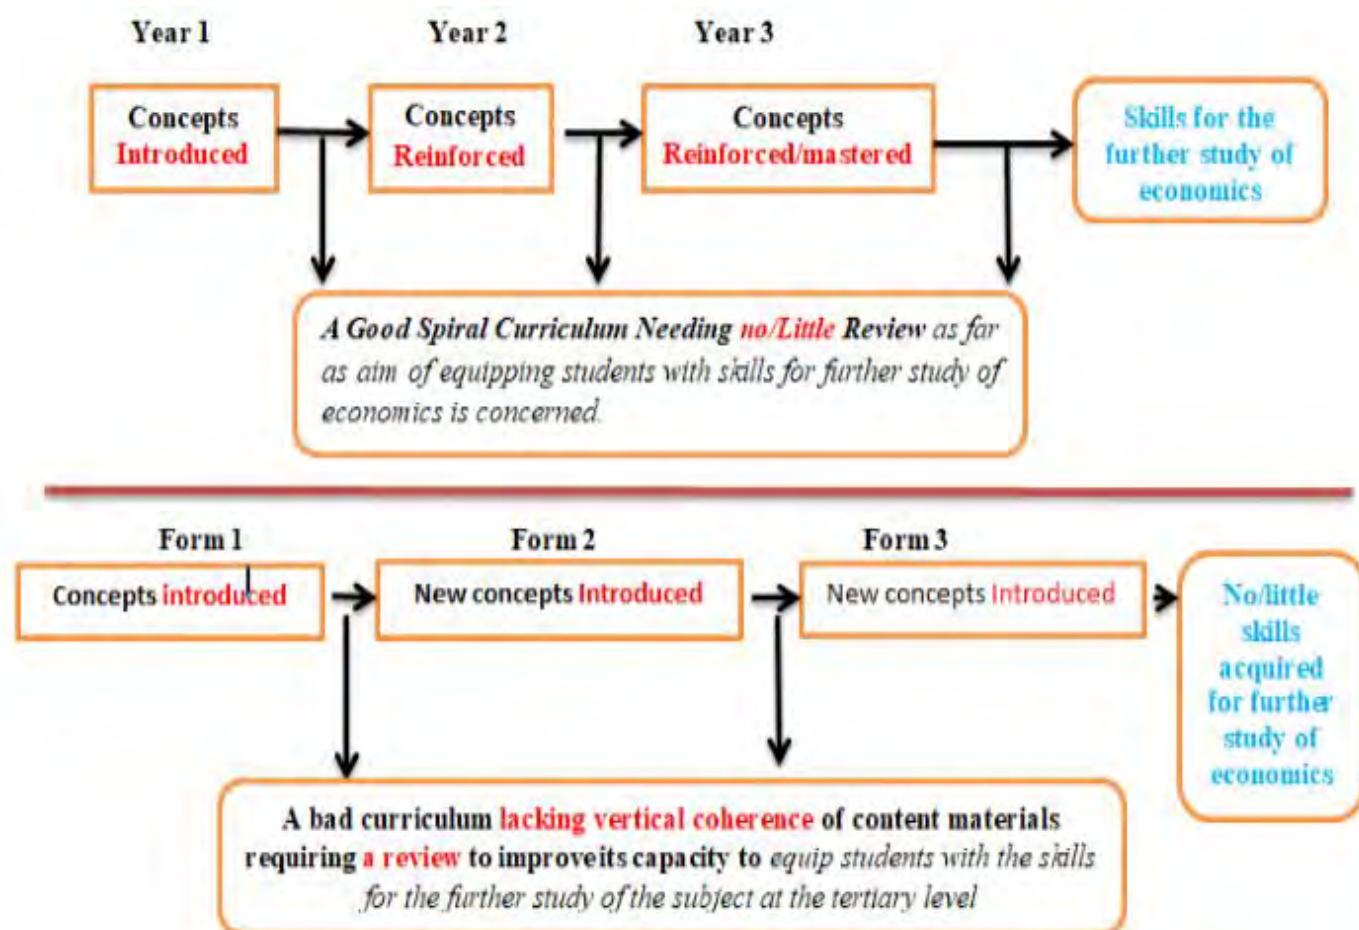 Year 1
Year 2
Year 3
Concepts
Introduced
Concepts
Reinforced
Concepts
Reinforced/mastered
Skills for the
further study of
economics
A Good Spiral Curriculum Needing no/Little Review as far
as aim of equipping students with skills for further study of
economics is concerned.
Form 1
Form 2
Form 3
Concepts introduced
New concepts Introduced
New concepts Introduced
No/little
skills
acquired
for further
study of
economics
A bad curriculum lacking vertical coherence of content materials
requiring a review to improveits capacity to equip students with the skills
for the further study of the subject at the tertiary level